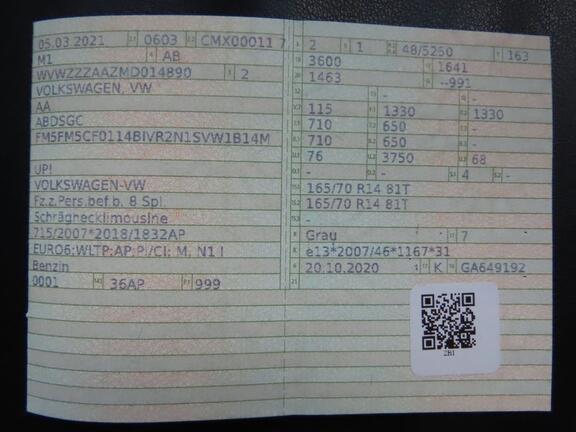 05.03.2021 0603 CMX00011 7
M1 AB
WVWZZZAAZMD014890 2
VOLKSWAGEN, VW
AA
ABDSGC
FM5FM5CF0114BIVR2N1SVW1B14M
UP!
VOLKSWAGEN-VW
Fz.z.Pers.bef.b. 8 Spl.
Schrägnecklimousine
715/2007*2018/1832AP
EURO6;WLTP;AP;PI/CI; M, N1 I
Benzin
0001 36AP 999
2 1 48/5250 163
3600 1641
1463 --991
- -
115 1330 1330
710 650 -
710 650 -
76 3750 68
- - 4 -
165/70 R14 81T
165/70 R14 81T
-
Grau 7
e13*2007/46*1167*31
20.10.2020 K GA649192
2B1